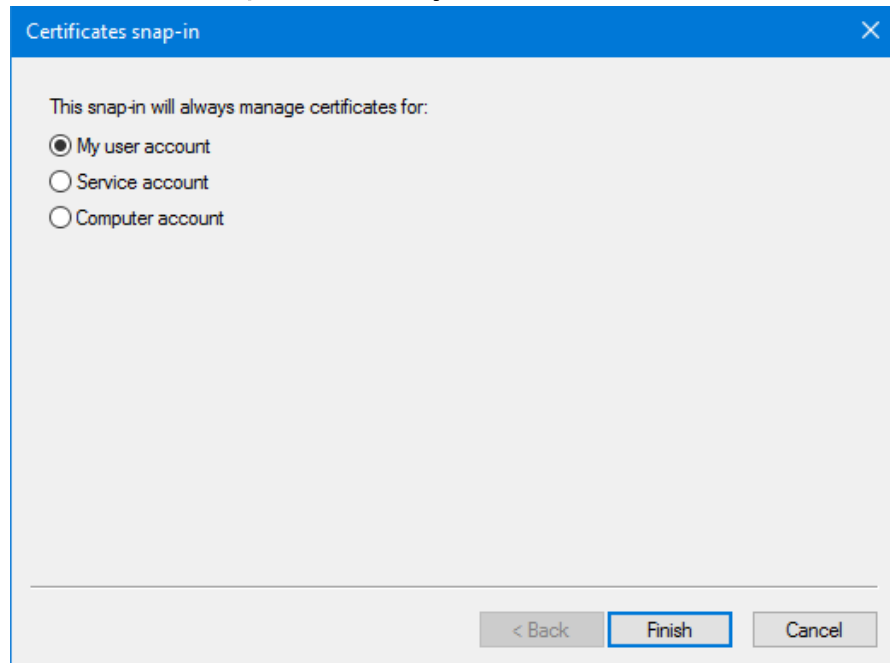 Certificates snap-in
This snap-in will always manage certificates for:
My user account
Service account
Computer account
< Back
Finish
Cancel